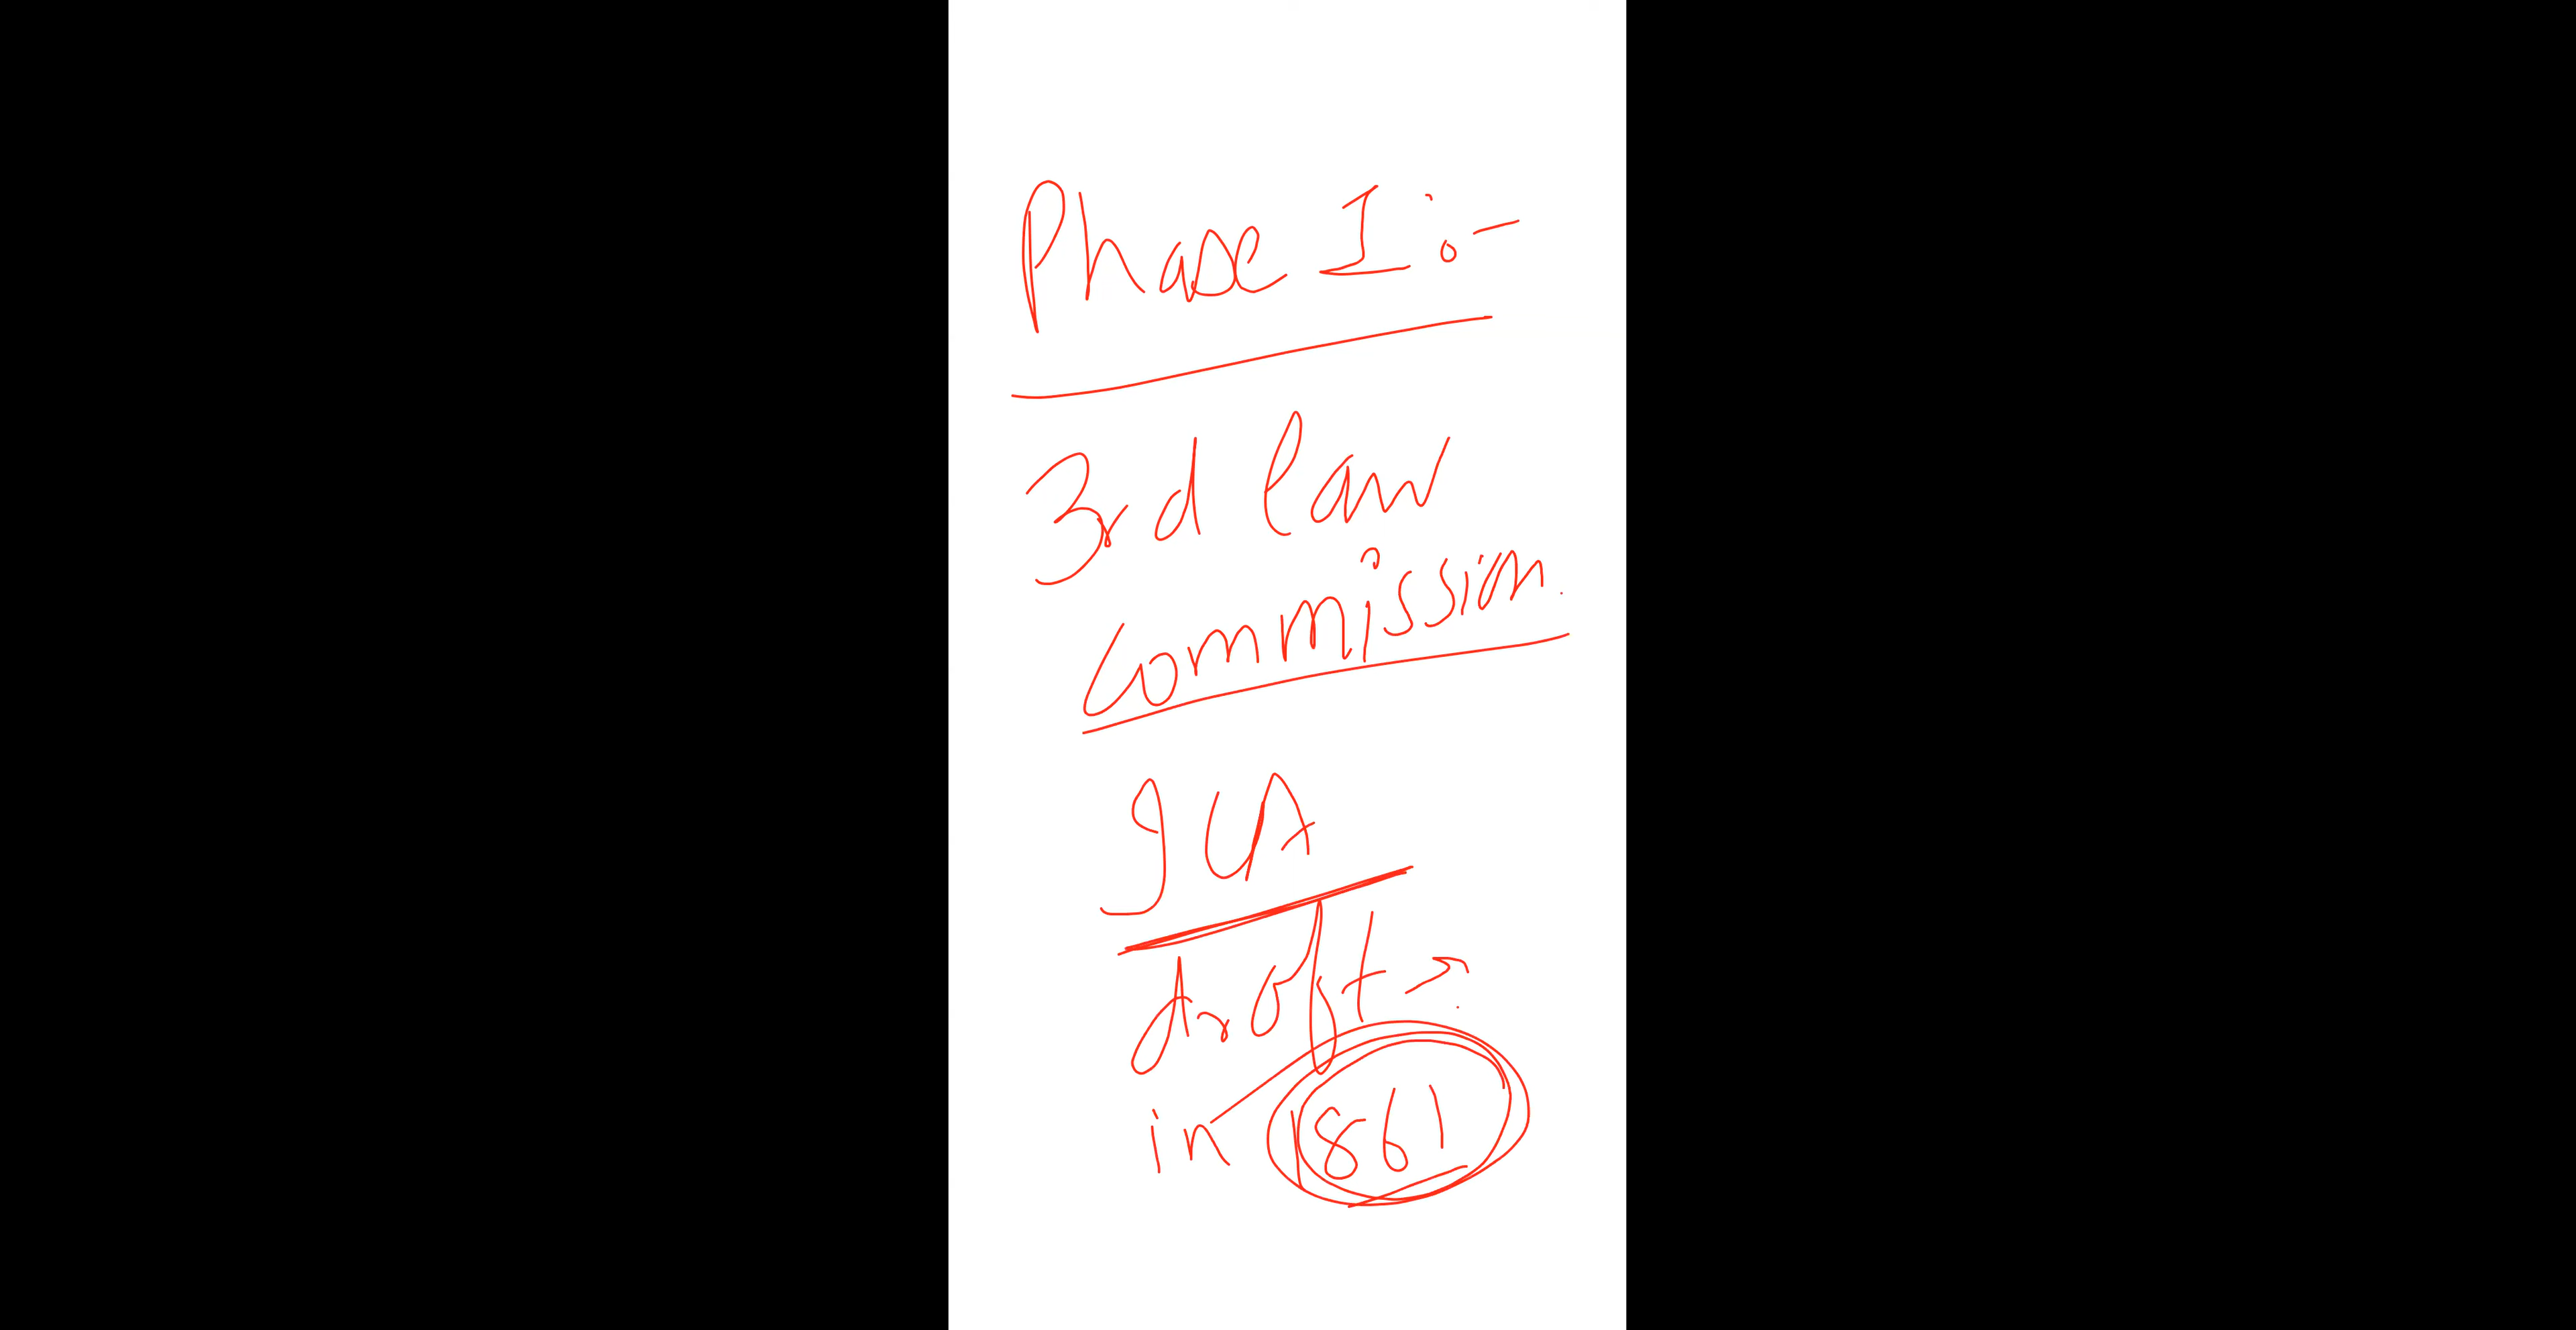 Phase I :-
3rd law
commission.
ICA
draft →
in 1861